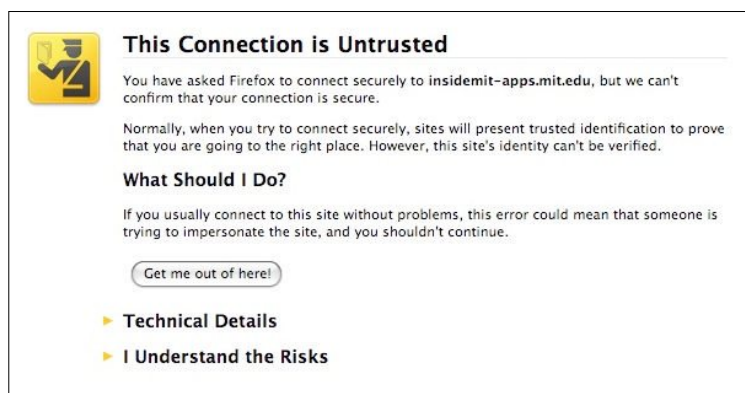 This Connection is Untrusted
You have asked Firefox to connect securely to insidemit-apps.mit.edu, but we can't
confirm that your connection is secure.
Normally, when you try to connect securely, sites will present trusted identification to prove
that you are going to the right place. However, this site's identity can't be verified.
What Should I Do?
If you usually connect to this site without problems, this error could mean that someone is
trying to impersonate the site, and you shouldn't continue.
Get me out of here!
Technical Details
I Understand the Risks